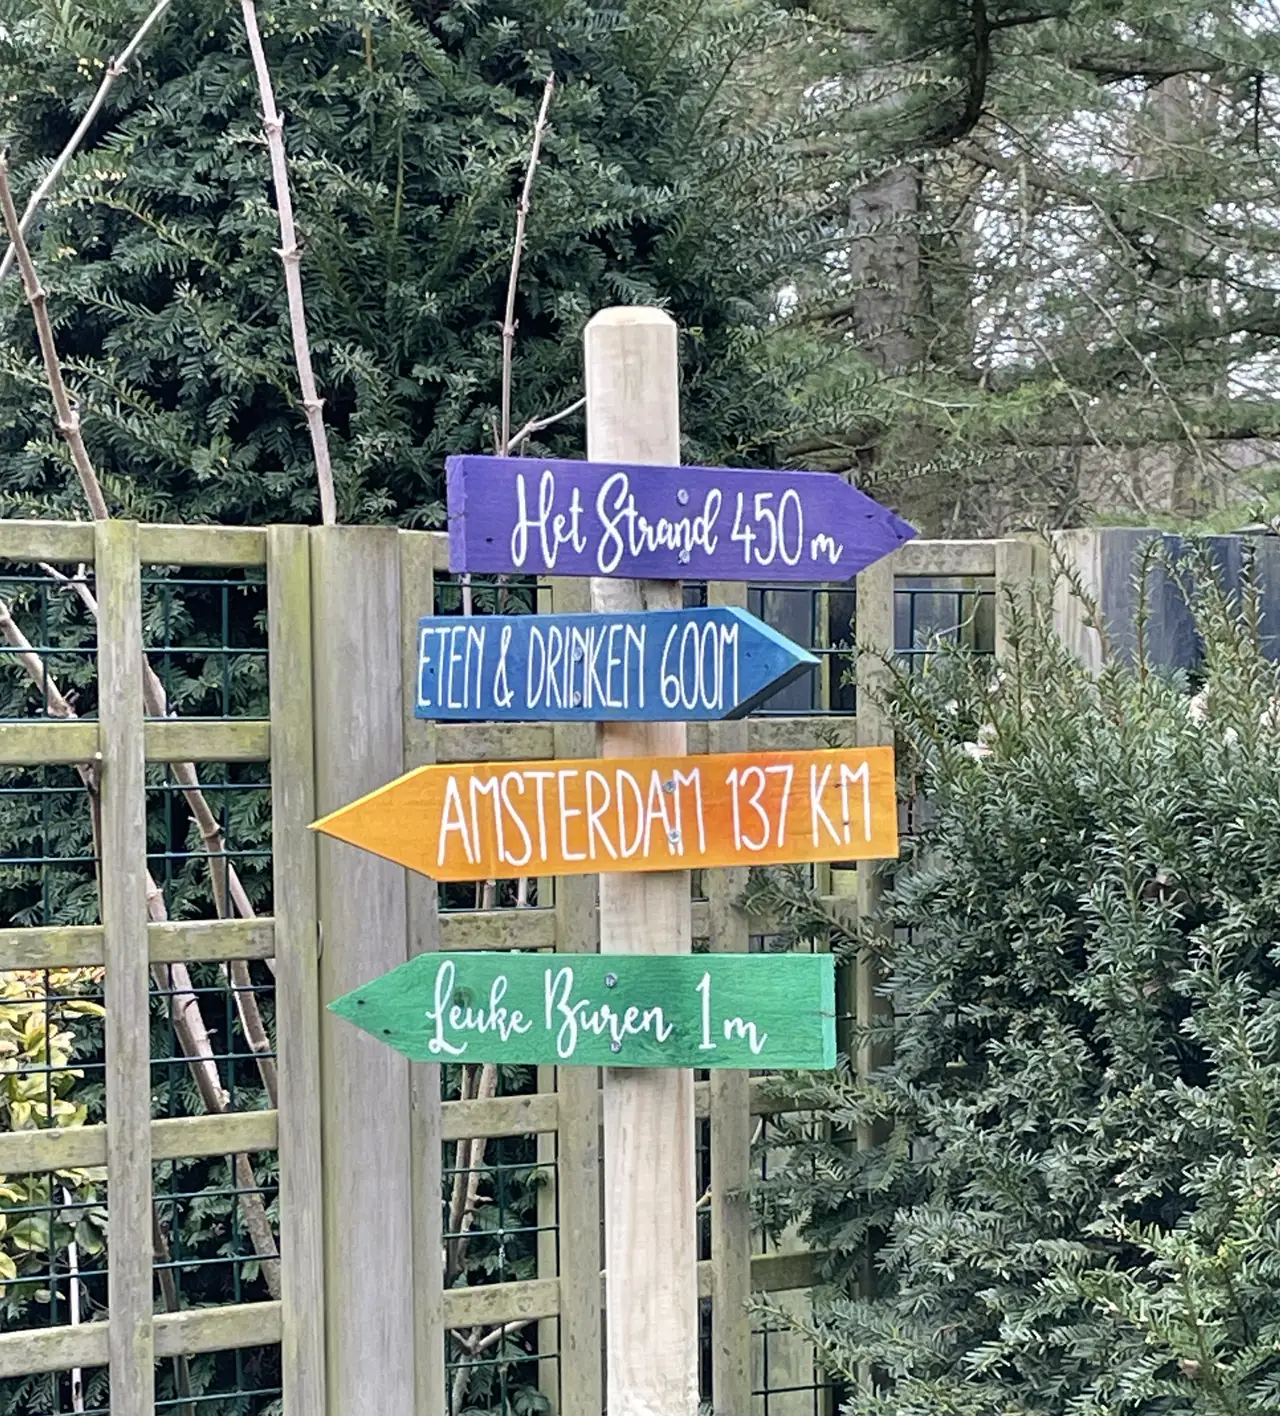 Het Strand 450 m
ETEN & DRINKEN 600M
AMSTERDAM 137 KM
Leuke Buren 1 m